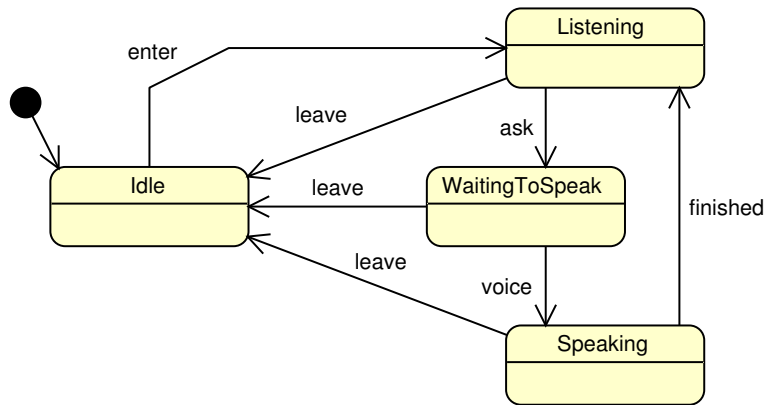 Listening
enter
leave
ask
Idle
leave
WaitingToSpeak
finished
leave
voice
Speaking